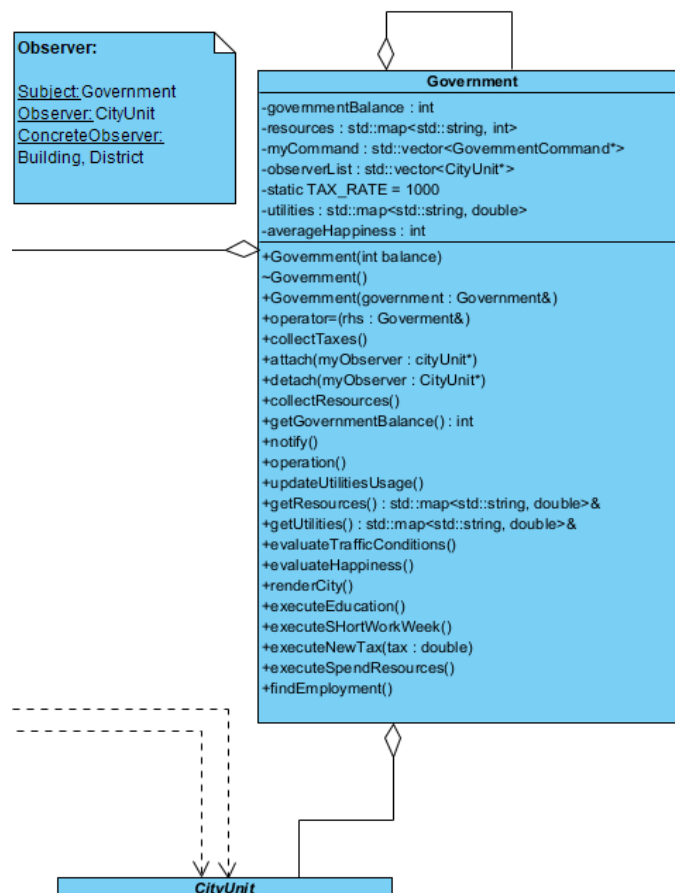 Observer:
Subject:Government
Observer: CityUnit
ConcreteObserver:
Building, District
Government
-governmentBalance : int
-resources : std::map<std::string, int>
-myCommand : std::vector<GovernmentCommand*>
-observerList : std::vector<CityUnit*>
-static TAX_RATE = 1000
-utilities : std::map<std::string, double>
-averageHappiness : int
+Government(int balance)
~Government()
+Government(government : Government&)
+operator=(rhs : Goverment&)
+collectTaxes()
+attach(myObserver : cityUnit*)
+detach(myObserver : CityUnit*)
+collectResources()
+getGovernmentBalance() : int
+notify()
+operation()
+updateUtilitiesUsage()
+getResources() : std::map<std::string, double>&
+getUtilities() : std::map<std::string, double>&
+evaluateTrafficConditions()
+evaluateHappiness()
+renderCity()
+executeEducation()
+executeSHortWorkWeek()
+executeNewTax(tax : double)
+executeSpendResources()
+findEmployment()
CityUnit